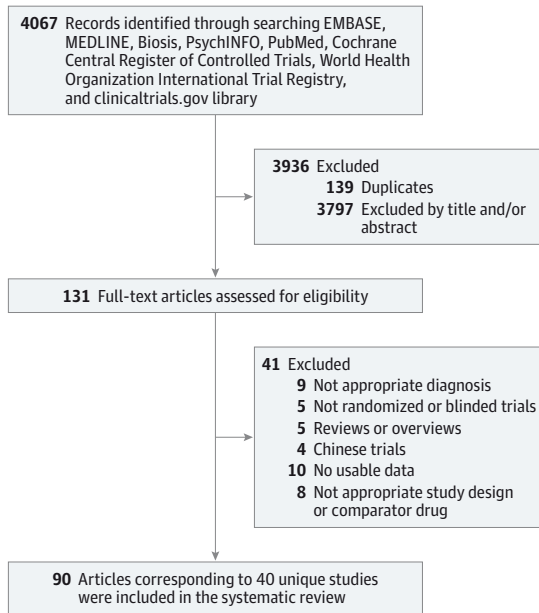 4067 Records identified through searching EMBASE,
MEDLINE, Biosis, PsychINFO, PubMed, Cochrane
Central Register of Controlled Trials, World Health
Organization International Trial Registry,
and clinicaltrials.gov library
3936 Excluded
139 Duplicates
3797 Excluded by title and/or
abstract
131 Full-text articles assessed for eligibility
41 Excluded
9 Not appropriate diagnosis
5 Not randomized or blinded trials
5 Reviews or overviews
4 Chinese trials
10 No usable data
8 Not appropriate study design
or comparator drug
90 Articles corresponding to 40 unique studies
were included in the systematic review